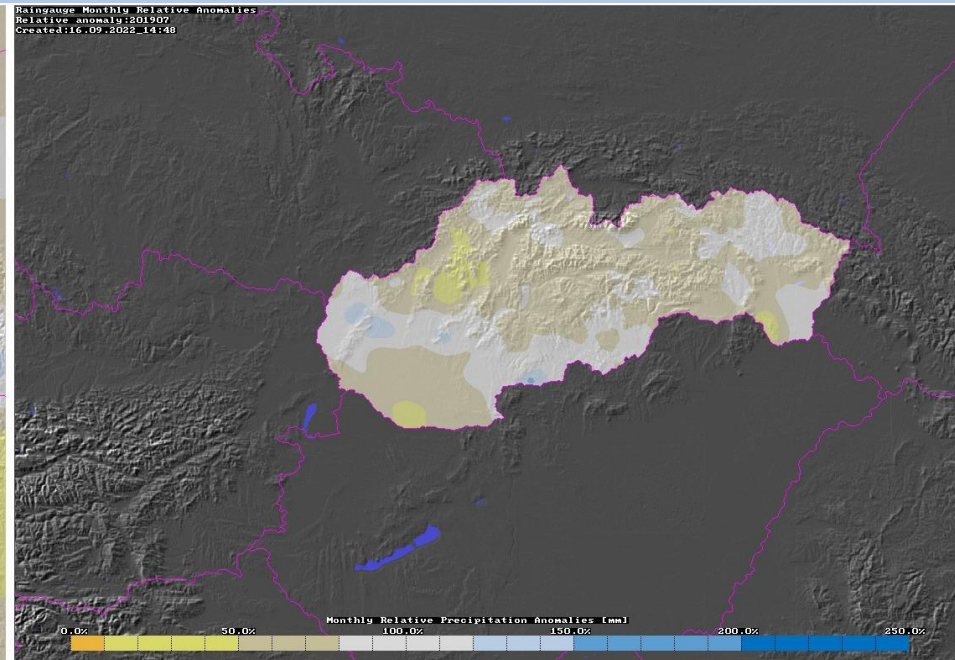 Raingauge Monthly Relative Anomalies
Relative anomaly:201907
Created:16.09.2022_14:48
Monthly Relative Precipitation Anomalies [mm]
0.0% 50.0% 100.0% 150.0% 200.0% 250.0%